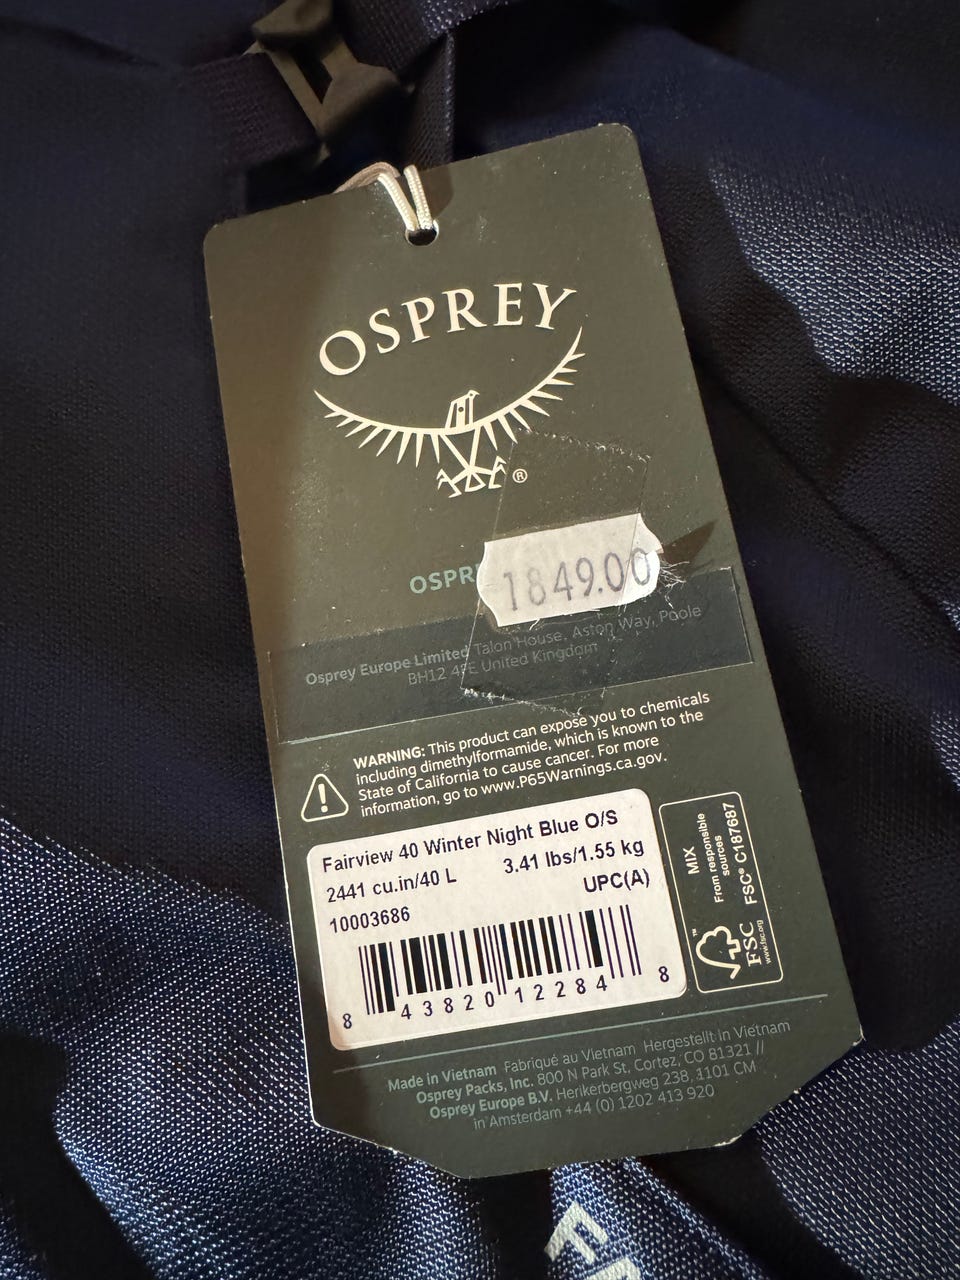 OSPREY
®
OSPR
1849.00
Osprey Europe Limited Talon House, Aston Way, Poole
BH12 4FE United Kingdom
WARNING: This product can expose you to chemicals
including dimethylformamide, which is known to the
State of California to cause cancer. For more
information, go to www.P65Warnings.ca.gov.
Fairview 40 Winter Night Blue O/S
2441 cu.in/40 L 3.41 lbs/1.55 kg
10003686 UPC(A)
8 43820 12284 8
MIX
From responsible
sources
FSC® C187687
FSC
™
www.fsc.org
Made in Vietnam Fabriqué au Vietnam Hergestellt in Vietnam
Osprey Packs, Inc. 800 N Park St, Cortez, CO 81321 //
Osprey Europe B.V. Herikerbergweg 238, 1101 CM
in Amsterdam +44 (0) 1202 413 920